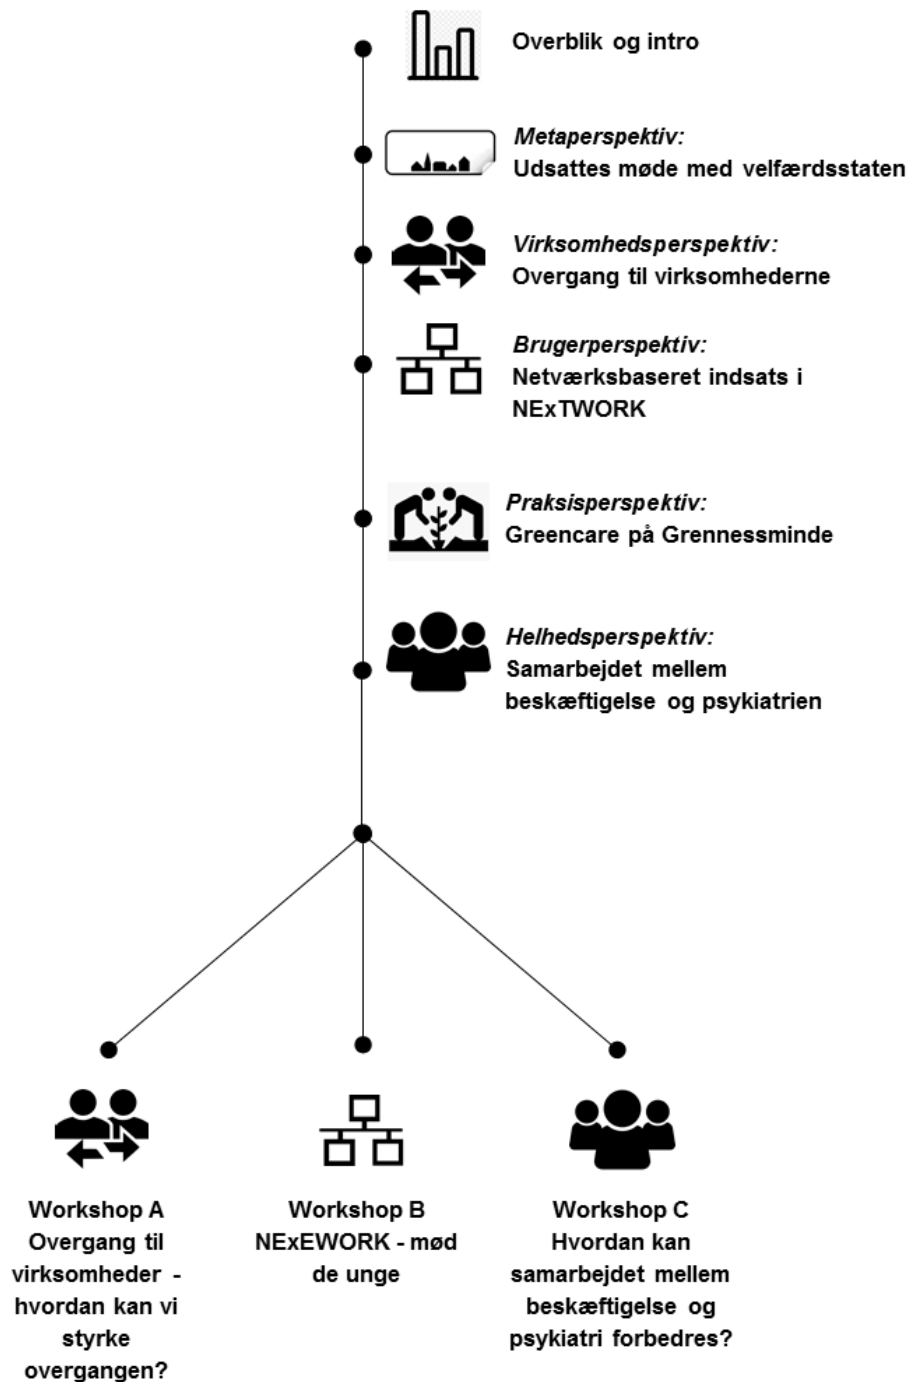 Overblik og intro
Metaperspektiv:
Udsattes møde med velfærdsstaten
Virksomhedsperspektiv:
Overgang til virksomhederne
Brugerperspektiv:
Netværksbaseret indsats i
NExTWORK
Praksisperspektiv:
Greencare på Grennessminde
Helhedsperspektiv:
Samarbejdet mellem
beskæftigelse og psykiatrien
Workshop A
Overgang til
virksomheder -
hvordan kan vi
styrke
overgangen?
Workshop B
NExEWORK - mød
de unge
Workshop C
Hvordan kan
samarbejdet mellem
beskæftigelse og
psykiatri forbedres?